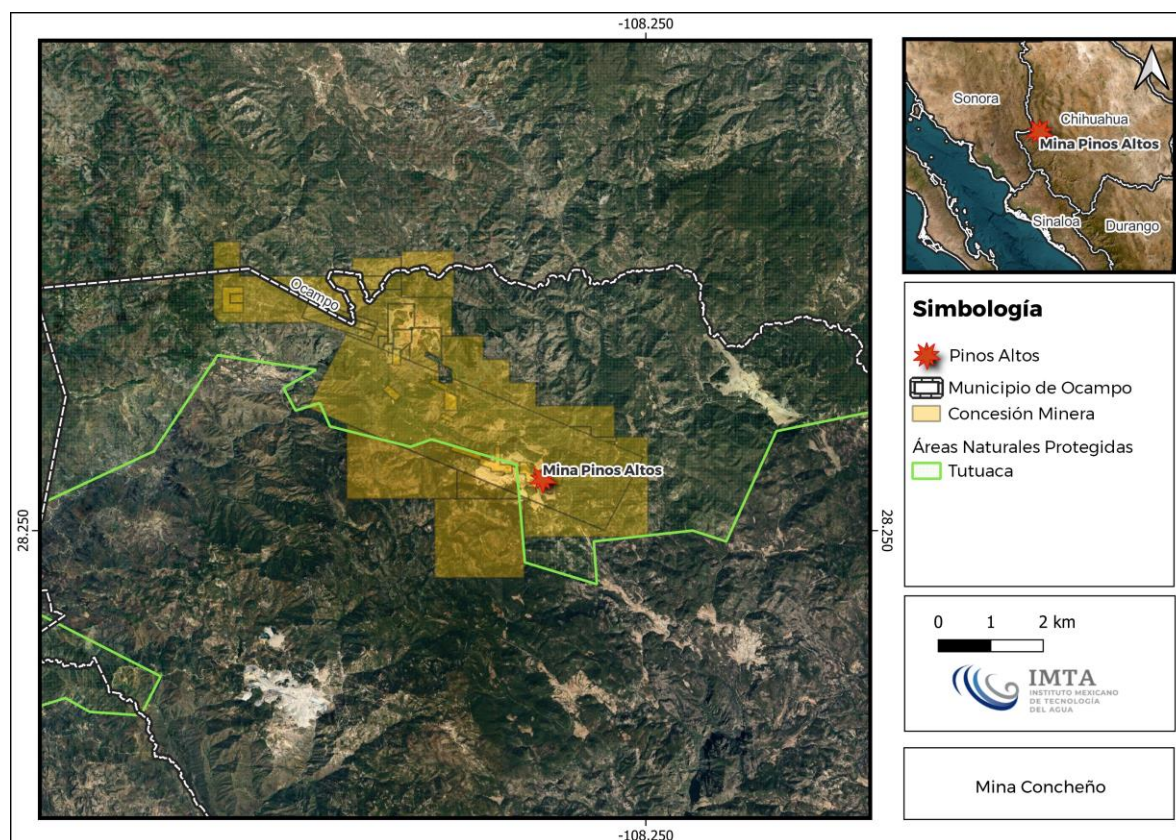 -108.250
28.250
28.250
-108.250
Ocampo
Mina Pinos Altos
Sonora
Chihuahua
Mina Pinos Altos
Sinaloa
Durango
Simbología
Pinos Altos
Municipio de Ocampo
Concesión Minera
Áreas Naturales Protegidas
Tutuaca
0 1 2 km
IMTA
INSTITUTO MEXICANO
DE TECNOLOGÍA
DEL AGUA
Mina Concheño